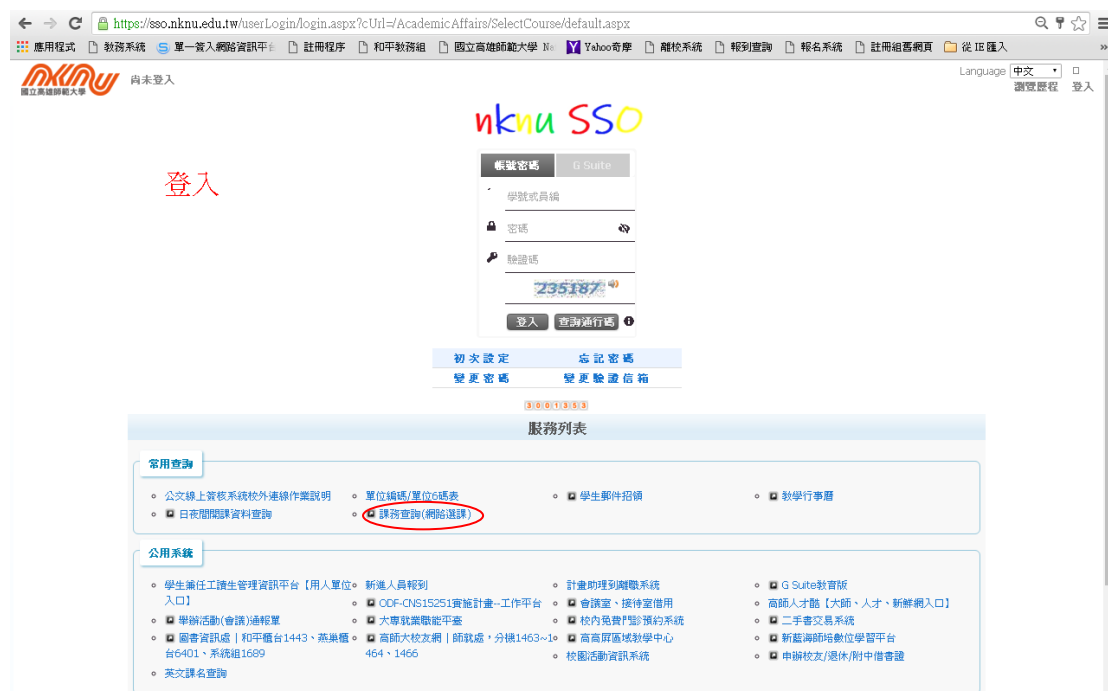 https://sso.nknu.edu.tw/userLogin/login.aspx?cUrl=/AcademicAffairs/SelectCourse/default.aspx
應用程式 教務系統 單一簽入網路資訊平台 註冊程序 和平教務組 國立高雄師範大學 Na Yahoo奇摩 離校系統 報到查詢 報名系統 註冊組舊網頁 從 IE 匯入 »
nknu
國立高雄師範大學
尚未登入
Language 中文
瀏覽歷程 登入
nknu SSO
登入
帳號密碼 G Suite
學號或員編
密碼
驗證碼
235187
登入 查詢通行碼
初次設定 忘記密碼
變更密碼 變更驗證信箱
3001353
服務列表
常用查詢
公交線上簽核系統校外連線作業說明 單位編碼/單位6碼表 學生郵件招領 教學行事曆
日夜間開課資料查詢 課務查詢(網路選課)
公用系統
學生兼任工讀生管理資訊平台【用人單位入口】 新進人員報到 計畫助理到離職系統 G Suite教育版
ODF-CNS15251實施計畫--工作平台 會議室、接待室借用 高師人才酷【大師、人才、新鮮網入口】
舉辦活動(會議)通報單 大專就業職能平臺 校內免費門診預約系統 二手書交易系統
圖書資訊處 | 和平櫃台1443、燕巢櫃台6401、系統組1689 高師大校友網 | 師就處，分機1463~1464、1466 高高屏區域教學中心 新藍海師培數位學習平台
校園活動資訊系統 申辦校友/退休/附中借書證
英文課名查詢